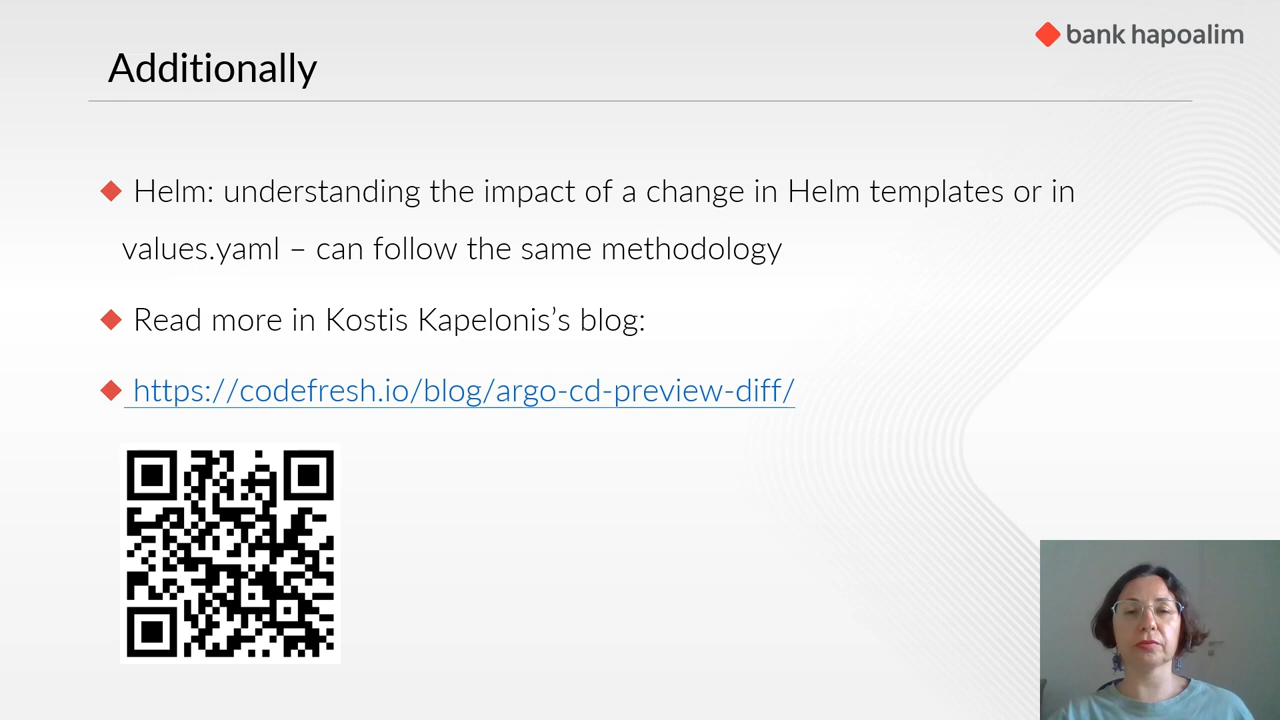 bank hapoalim
Additionally
Helm: understanding the impact of a change in Helm templates or in
values.yaml – can follow the same methodology
Read more in Kostis Kapelonis’s blog:
https://codefresh.io/blog/argo-cd-preview-diff/